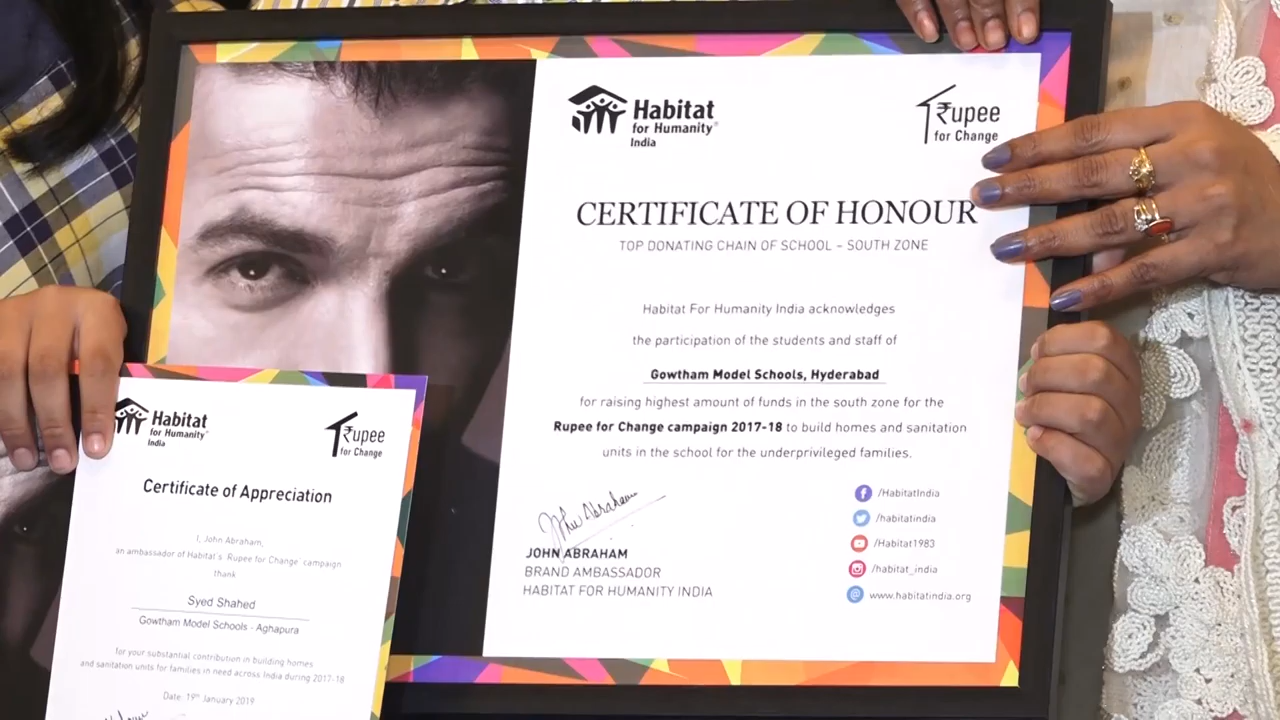 Habitat
for Humanity®
India
₹upee
for Change
CERTIFICATE OF HONOUR
TOP DONATING CHAIN OF SCHOOL – SOUTH ZONE
Habitat For Humanity India acknowledges
the participation of the students and staff of
Gowtham Model Schools, Hyderabad
for raising highest amount of funds in the south zone for the
Rupee for Change campaign 2017-18 to build homes and sanitation
units in the school for the underprivileged families.
John Abraham
JOHN ABRAHAM
BRAND AMBASSADOR
HABITAT FOR HUMANITY INDIA
/HabitatIndia
/habitatindia
/Habitat1983
/habitat_india
www.habitatindia.org
Habitat
for Humanity®
India
₹upee
for Change
Certificate of Appreciation
I, John Abraham,
an ambassador of Habitat's 'Rupee for Change' campaign
thank
Syed Shahed
Gowtham Model Schools - Aghapura
for your substantial contribution in building homes
and sanitation units for families in need across India during 2017-18
Date: 19th January 2019